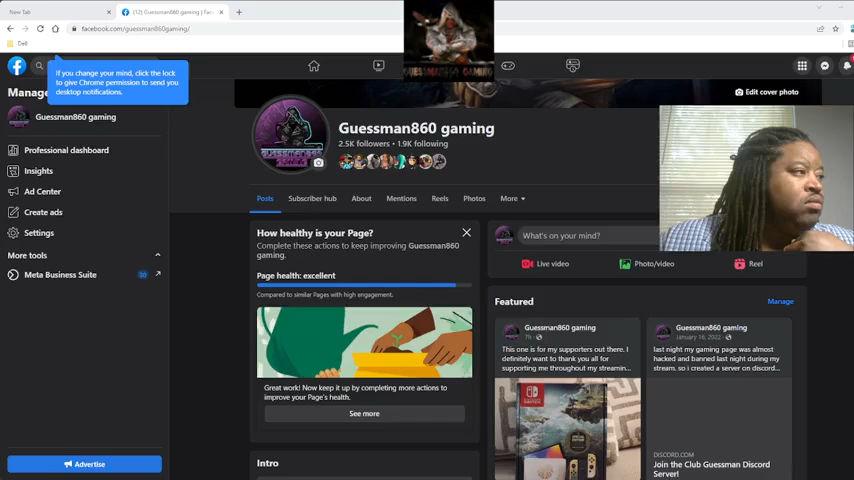 New Tab
(2) Guessman860 gaming | Fac
facebook.com/guessman860gaming/
Dell
If you change your mind, click the lock
to give Chrome permission to send you
desktop notifications.
GUESSMAN860 GAMING
Manage
Edit cover photo
Guessman860 gaming
Guessman860 gaming
2.5K followers • 1.9K following
Professional dashboard
Insights
Ad Center
Create ads
Settings
More tools
Meta Business Suite
Advertise
Posts
Subscriber hub
About
Mentions
Reels
Photos
More
How healthy is your Page?
Complete these actions to keep improving Guessman860
gaming.
Page health: excellent
Compared to similar Pages with high engagement.
Great work! Now keep it up by completing more actions to
improve your Page's health.
See more
Intro
What's on your mind?
Live video
Photo/video
Reel
Featured
Manage
Guessman860 gaming
7h
This one is for my supporters out there. I
definitely want to thank you all for
supporting me throughout my streamin...
Guessman860 gaming
January 16, 2022
last night my gaming page was almost
hacked and banned last night during my
stream. so i created a server on discord...
DISCORD.COM
Join the Club Guessman Discord
Server!